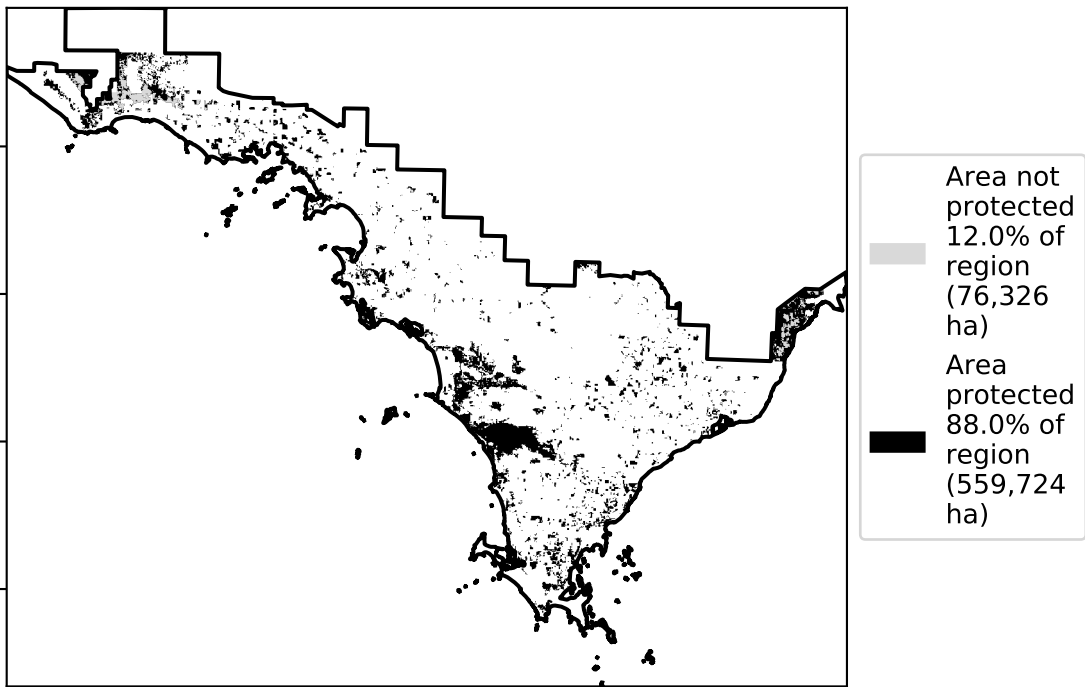 Area not
protected
12.0% of
region
(76,326
ha)
Area
protected
88.0% of
region
(559,724
ha)